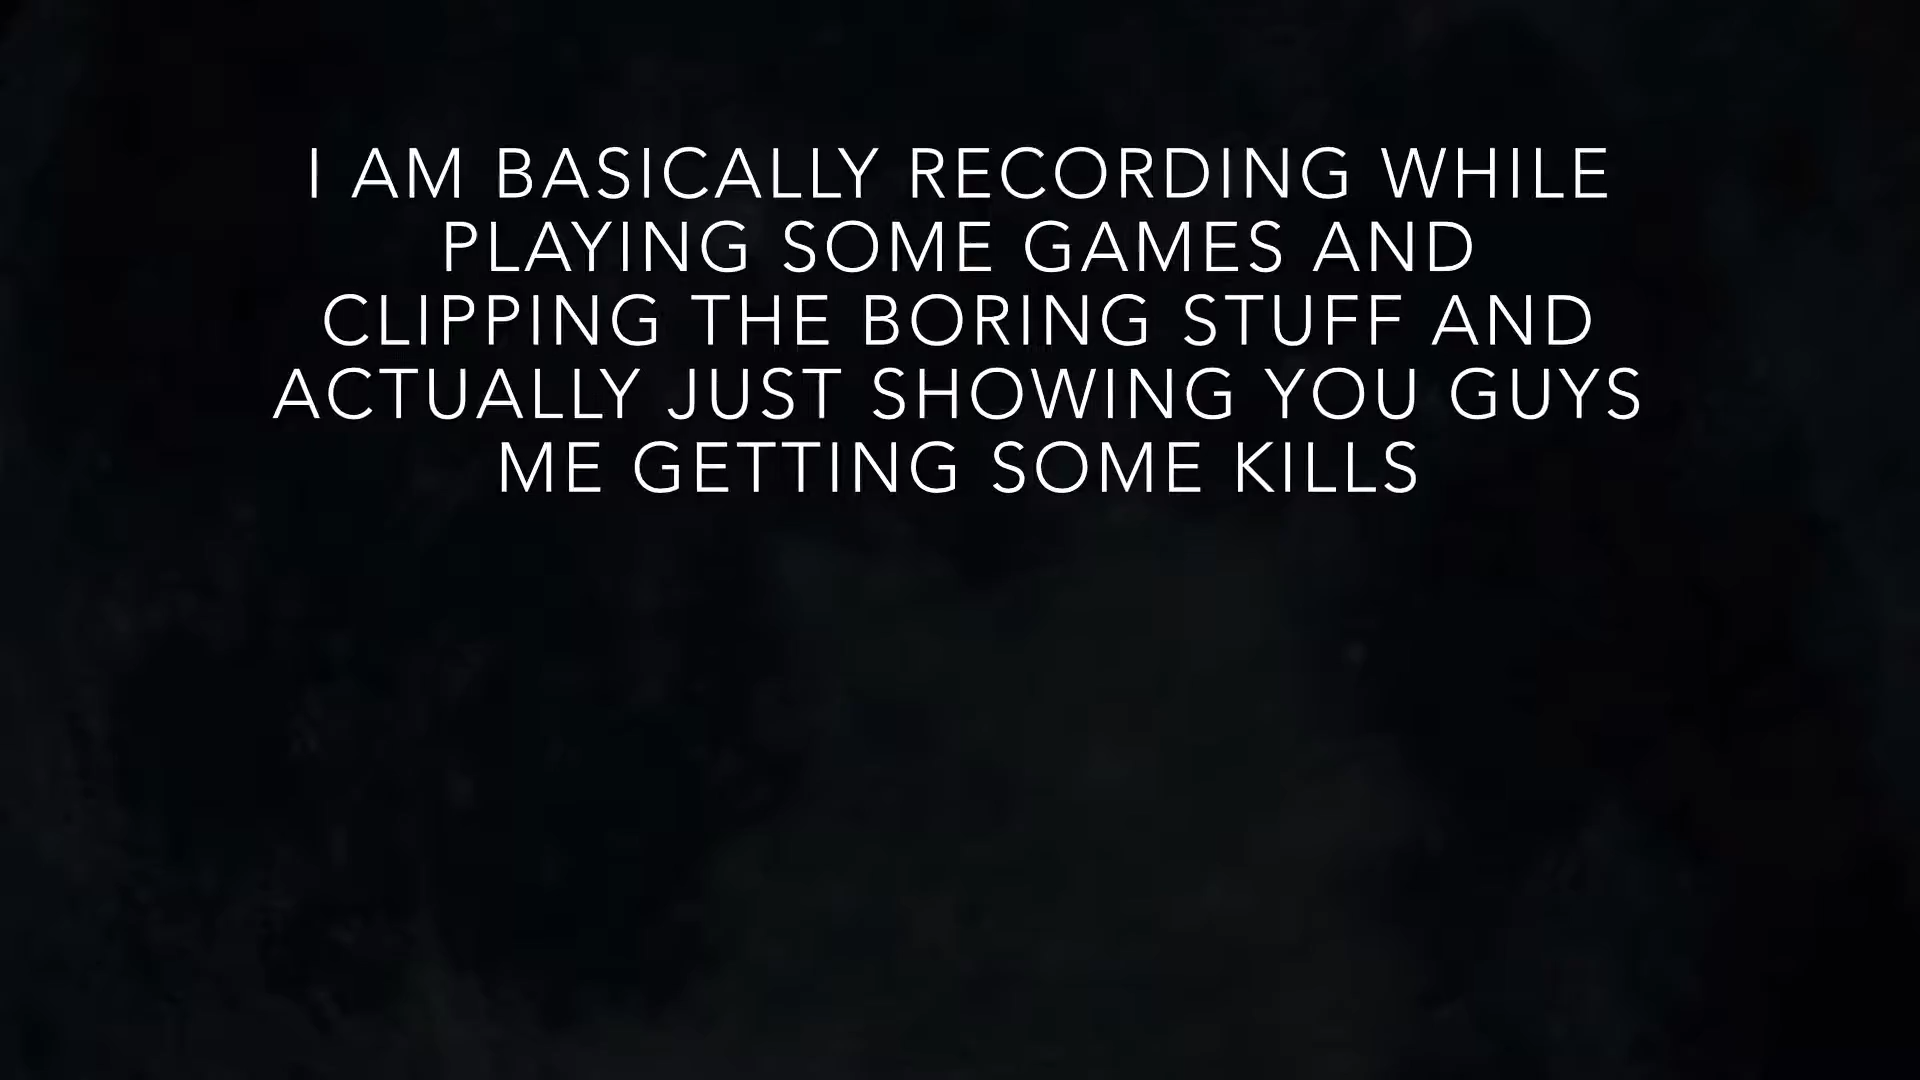 I AM BASICALLY RECORDING WHILE
PLAYING SOME GAMES AND
CLIPPING THE BORING STUFF AND
ACTUALLY JUST SHOWING YOU GUYS
ME GETTING SOME KILLS